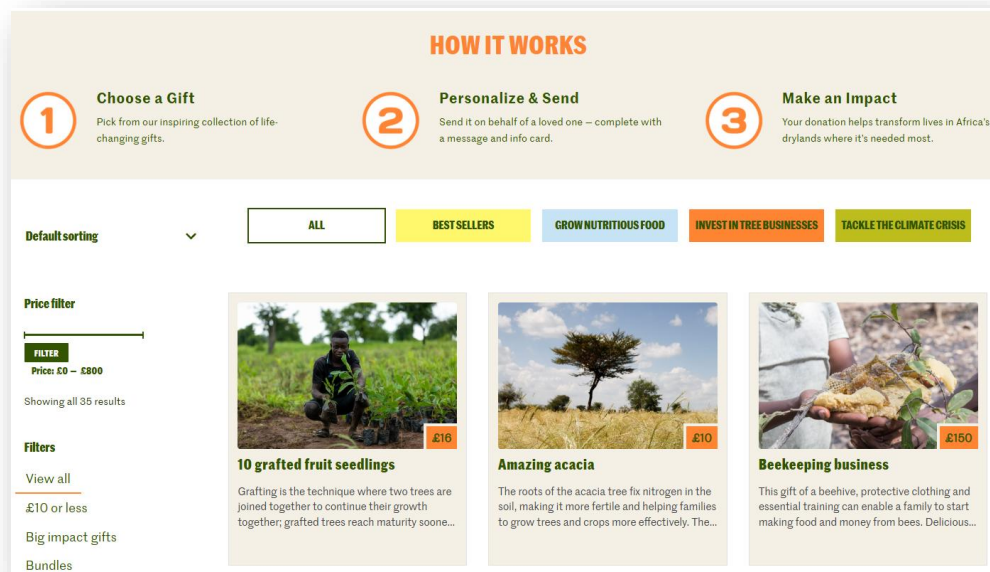 HOW IT WORKS
1
Choose a Gift
Pick from our inspiring collection of life-
changing gifts.
2
Personalize & Send
Send it on behalf of a loved one – complete with
a message and info card.
3
Make an Impact
Your donation helps transform lives in Africa's
drylands where it's needed most.
Default sorting
ALL
BEST SELLERS
GROW NUTRITIOUS FOOD
INVEST IN TREE BUSINESSES
TACKLE THE CLIMATE CRISIS
Price filter
FILTER
Price: £0 — £800
Showing all 35 results
Filters
View all
£10 or less
Big impact gifts
Bundles
£16
10 grafted fruit seedlings
Grafting is the technique where two trees are
joined together to continue their growth
together; grafted trees reach maturity soone...
£10
Amazing acacia
The roots of the acacia tree fix nitrogen in the
soil, making it more fertile and helping families
to grow trees and crops more effectively. The...
£150
Beekeeping business
This gift of a beehive, protective clothing and
essential training can enable a family to start
making food and money from bees. Delicious...